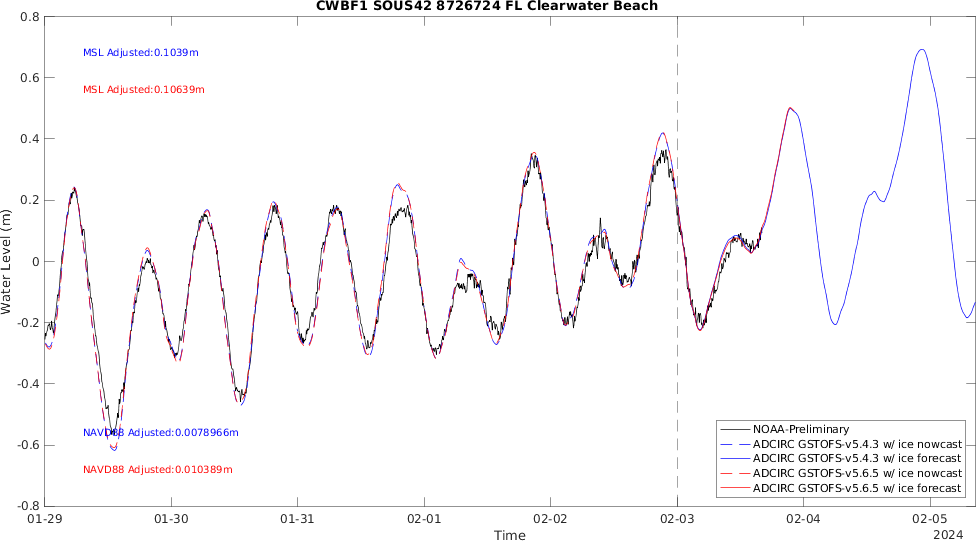 CWBF1 SOUS42 8726724 FL Clearwater Beach
MSL Adjusted:0.1039m
MSL Adjusted:0.10639m
NAVD88 Adjusted:0.0078966m
NAVD88 Adjusted:0.010389m
Water Level (m)
0.8
0.6
0.4
0.2
0
-0.2
-0.4
-0.6
-0.8
NOAA-Preliminary
ADCIRC GSTOFS-v5.4.3 w/ ice nowcast
ADCIRC GSTOFS-v5.4.3 w/ ice forecast
ADCIRC GSTOFS-v5.6.5 w/ ice nowcast
ADCIRC GSTOFS-v5.6.5 w/ ice forecast
01-29 01-30 01-31 02-01 02-02 02-03 02-04 02-05
Time
2024